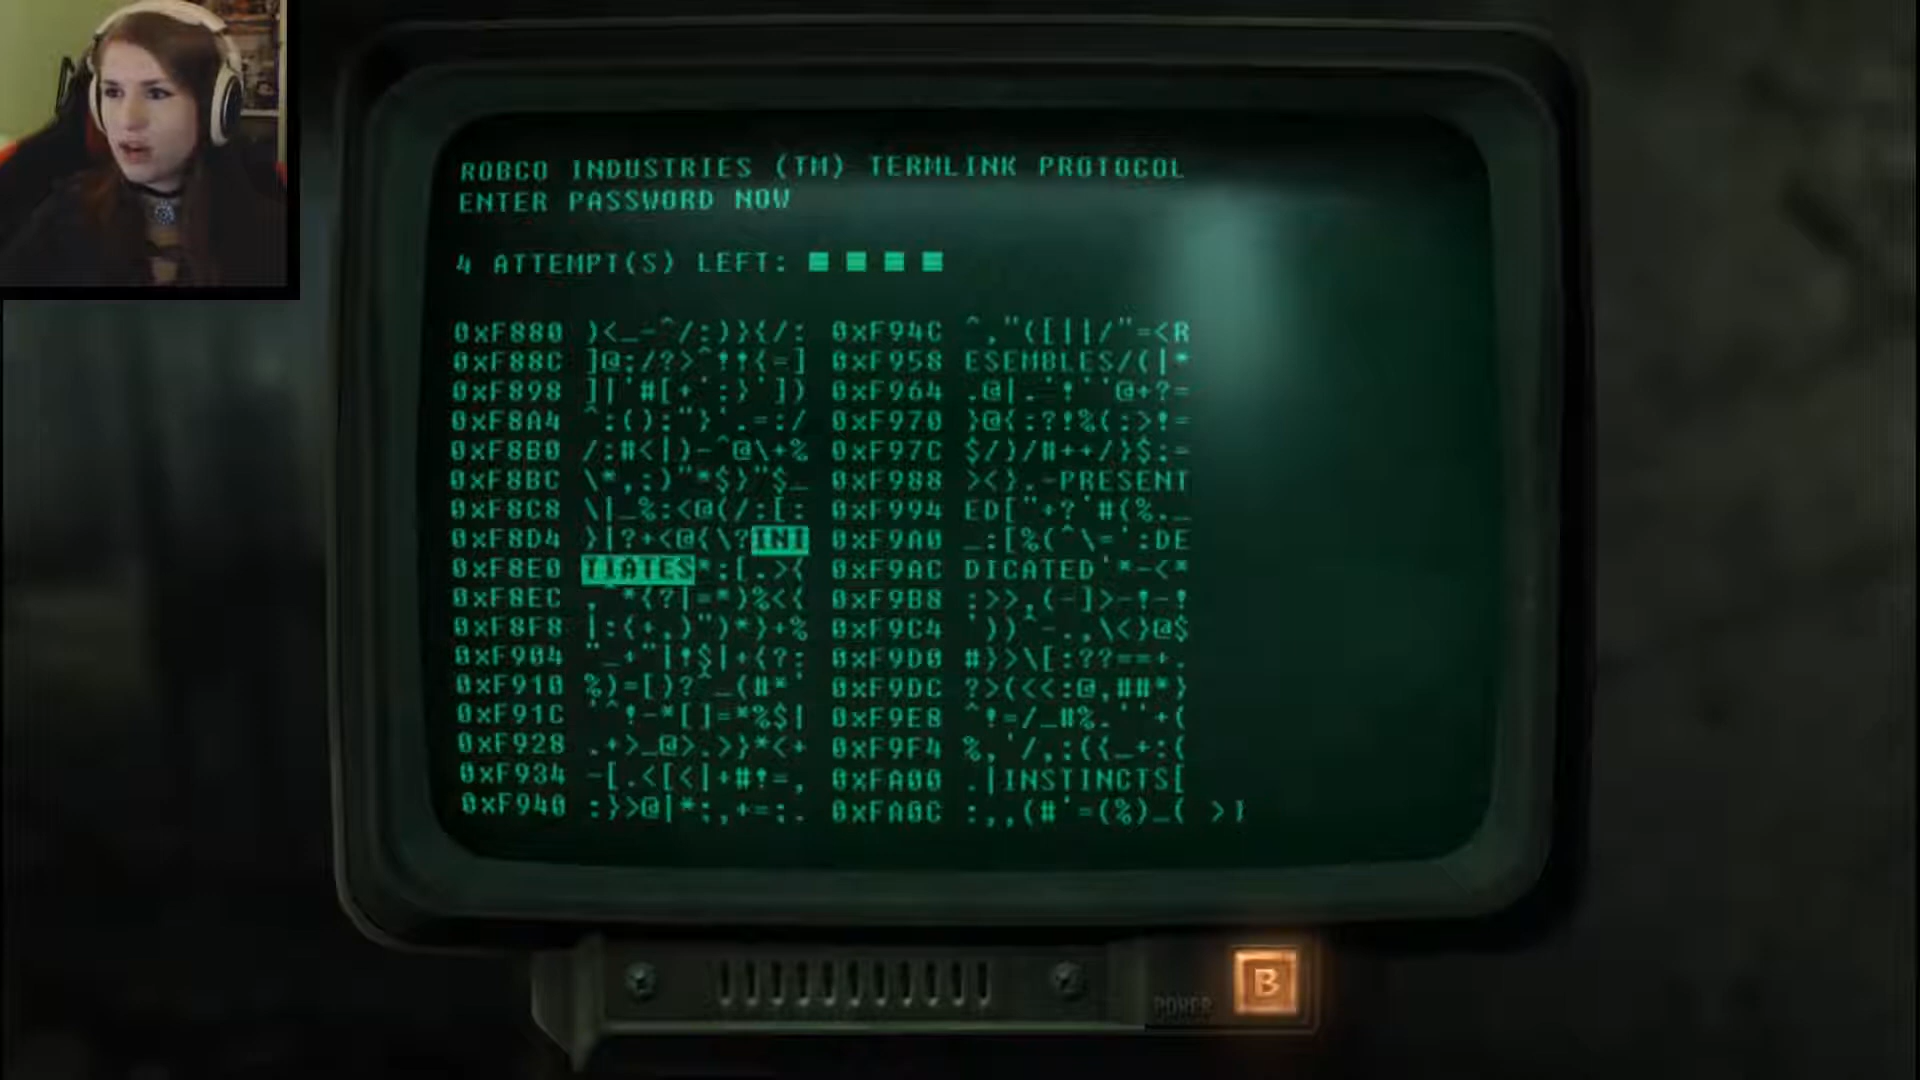 ROBCO INDUSTRIES (TM) TERMLINK PROTOCOL
ENTER PASSWORD NOW
4 ATTEMPT(S) LEFT:
0xF880 )<_-^/:)}{/: 0xF94C ^,"([||/"=<R
0xF88C ]@:/?>^!!{=] 0xF958 ESEMBLES/(|*
0xF898 ]|'#[+':}']) 0xF964 .@|.-'!''@+?=
0xF8A4 ^:():"}'.=:/ 0xF970 }@{:?!%(:>!=
0xF8B0 /:#<|)-^@\+% 0xF97C $/)/#++/}$:=
0xF8BC \*,:)"*$}"$_ 0xF988 ><}.-PRESENT
0xF8C8 \|_%:<@(/:[: 0xF994 ED["+?'#(%._
0xF8D4 }|?+<@{\?INI 0xF9A0 _:[%(^\=':DE
0xF8E0 TIATES*:[.>{ 0xF9AC DICATED'*-<*
0xF8EC ,^*{?|=*)%<{ 0xF9B8 :>>,(-]>-!-!
0xF8F8 |:(+,)")*}+% 0xF9C4 '))^-.,\<}@$
0xF904 "_+"|!$|+{?: 0xF9D0 #}>\[:??==+.
0xF910 %)=[)?^_(#*' 0xF9DC ?>(<<:@,##*}
0xF91C '^!-*[]=*%$| 0xF9E8 ^!=/_#%.''+(
0xF928 .+>_@>.>}*<+ 0xF9F4 %,'/,:({_+:(
0xF934 -[.<[<|+#!=, 0xFA00 .|INSTINCTS[
0xF940 :}>@|*:,+=:. 0xFA0C :,,(#'=(%)_( >}
POWER
B